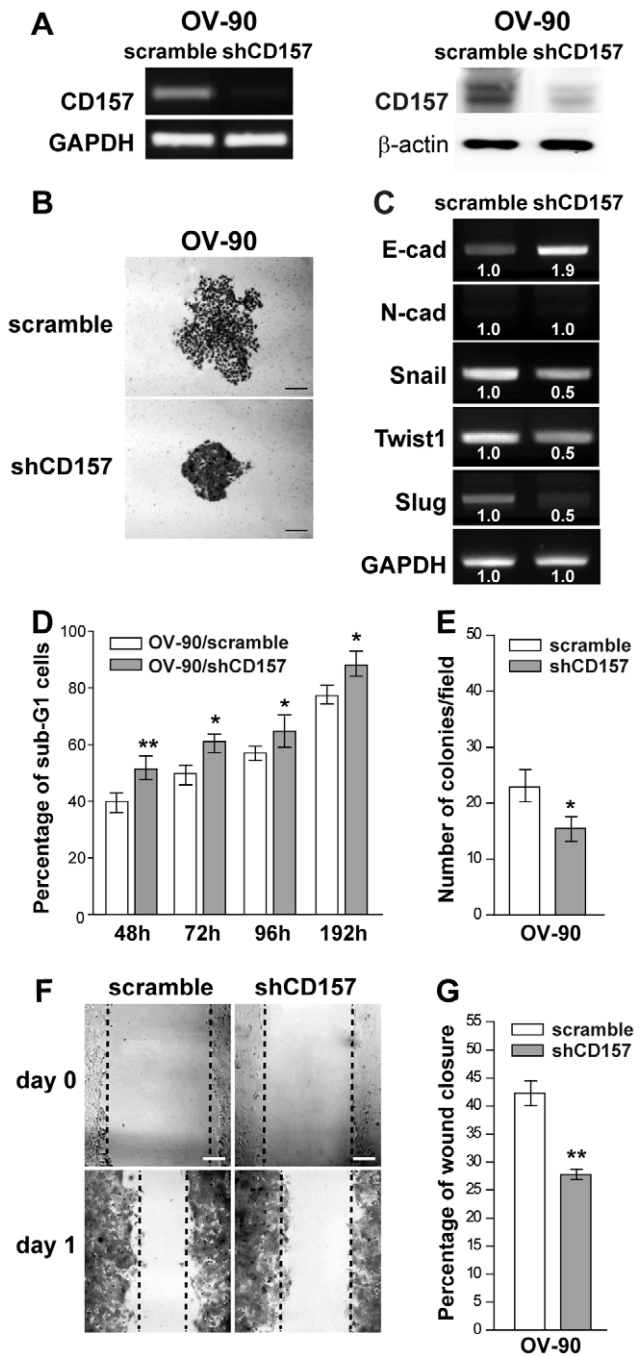 A
OV-90
scramble shCD157
CD157
GAPDH
OV-90
scramble shCD157
CD157
β-actin
B
OV-90
scramble
shCD157
C
scramble shCD157
E-cad
1.0 1.9
N-cad
1.0 1.0
Snail
1.0 0.5
Twist1
1.0 0.5
Slug
1.0 0.5
GAPDH
1.0 1.0
D
Percentage of sub-G1 cells
100
80
60
40
20
0
OV-90/scramble
OV-90/shCD157
**
*
*
*
48h 72h 96h 192h
E
Number of colonies/field
50
40
30
20
10
0
scramble
shCD157
*
OV-90
F
scramble shCD157
day 0
day 1
G
Percentage of wound closure
55
50
45
40
35
30
25
20
15
10
5
0
scramble
shCD157
**
OV-90